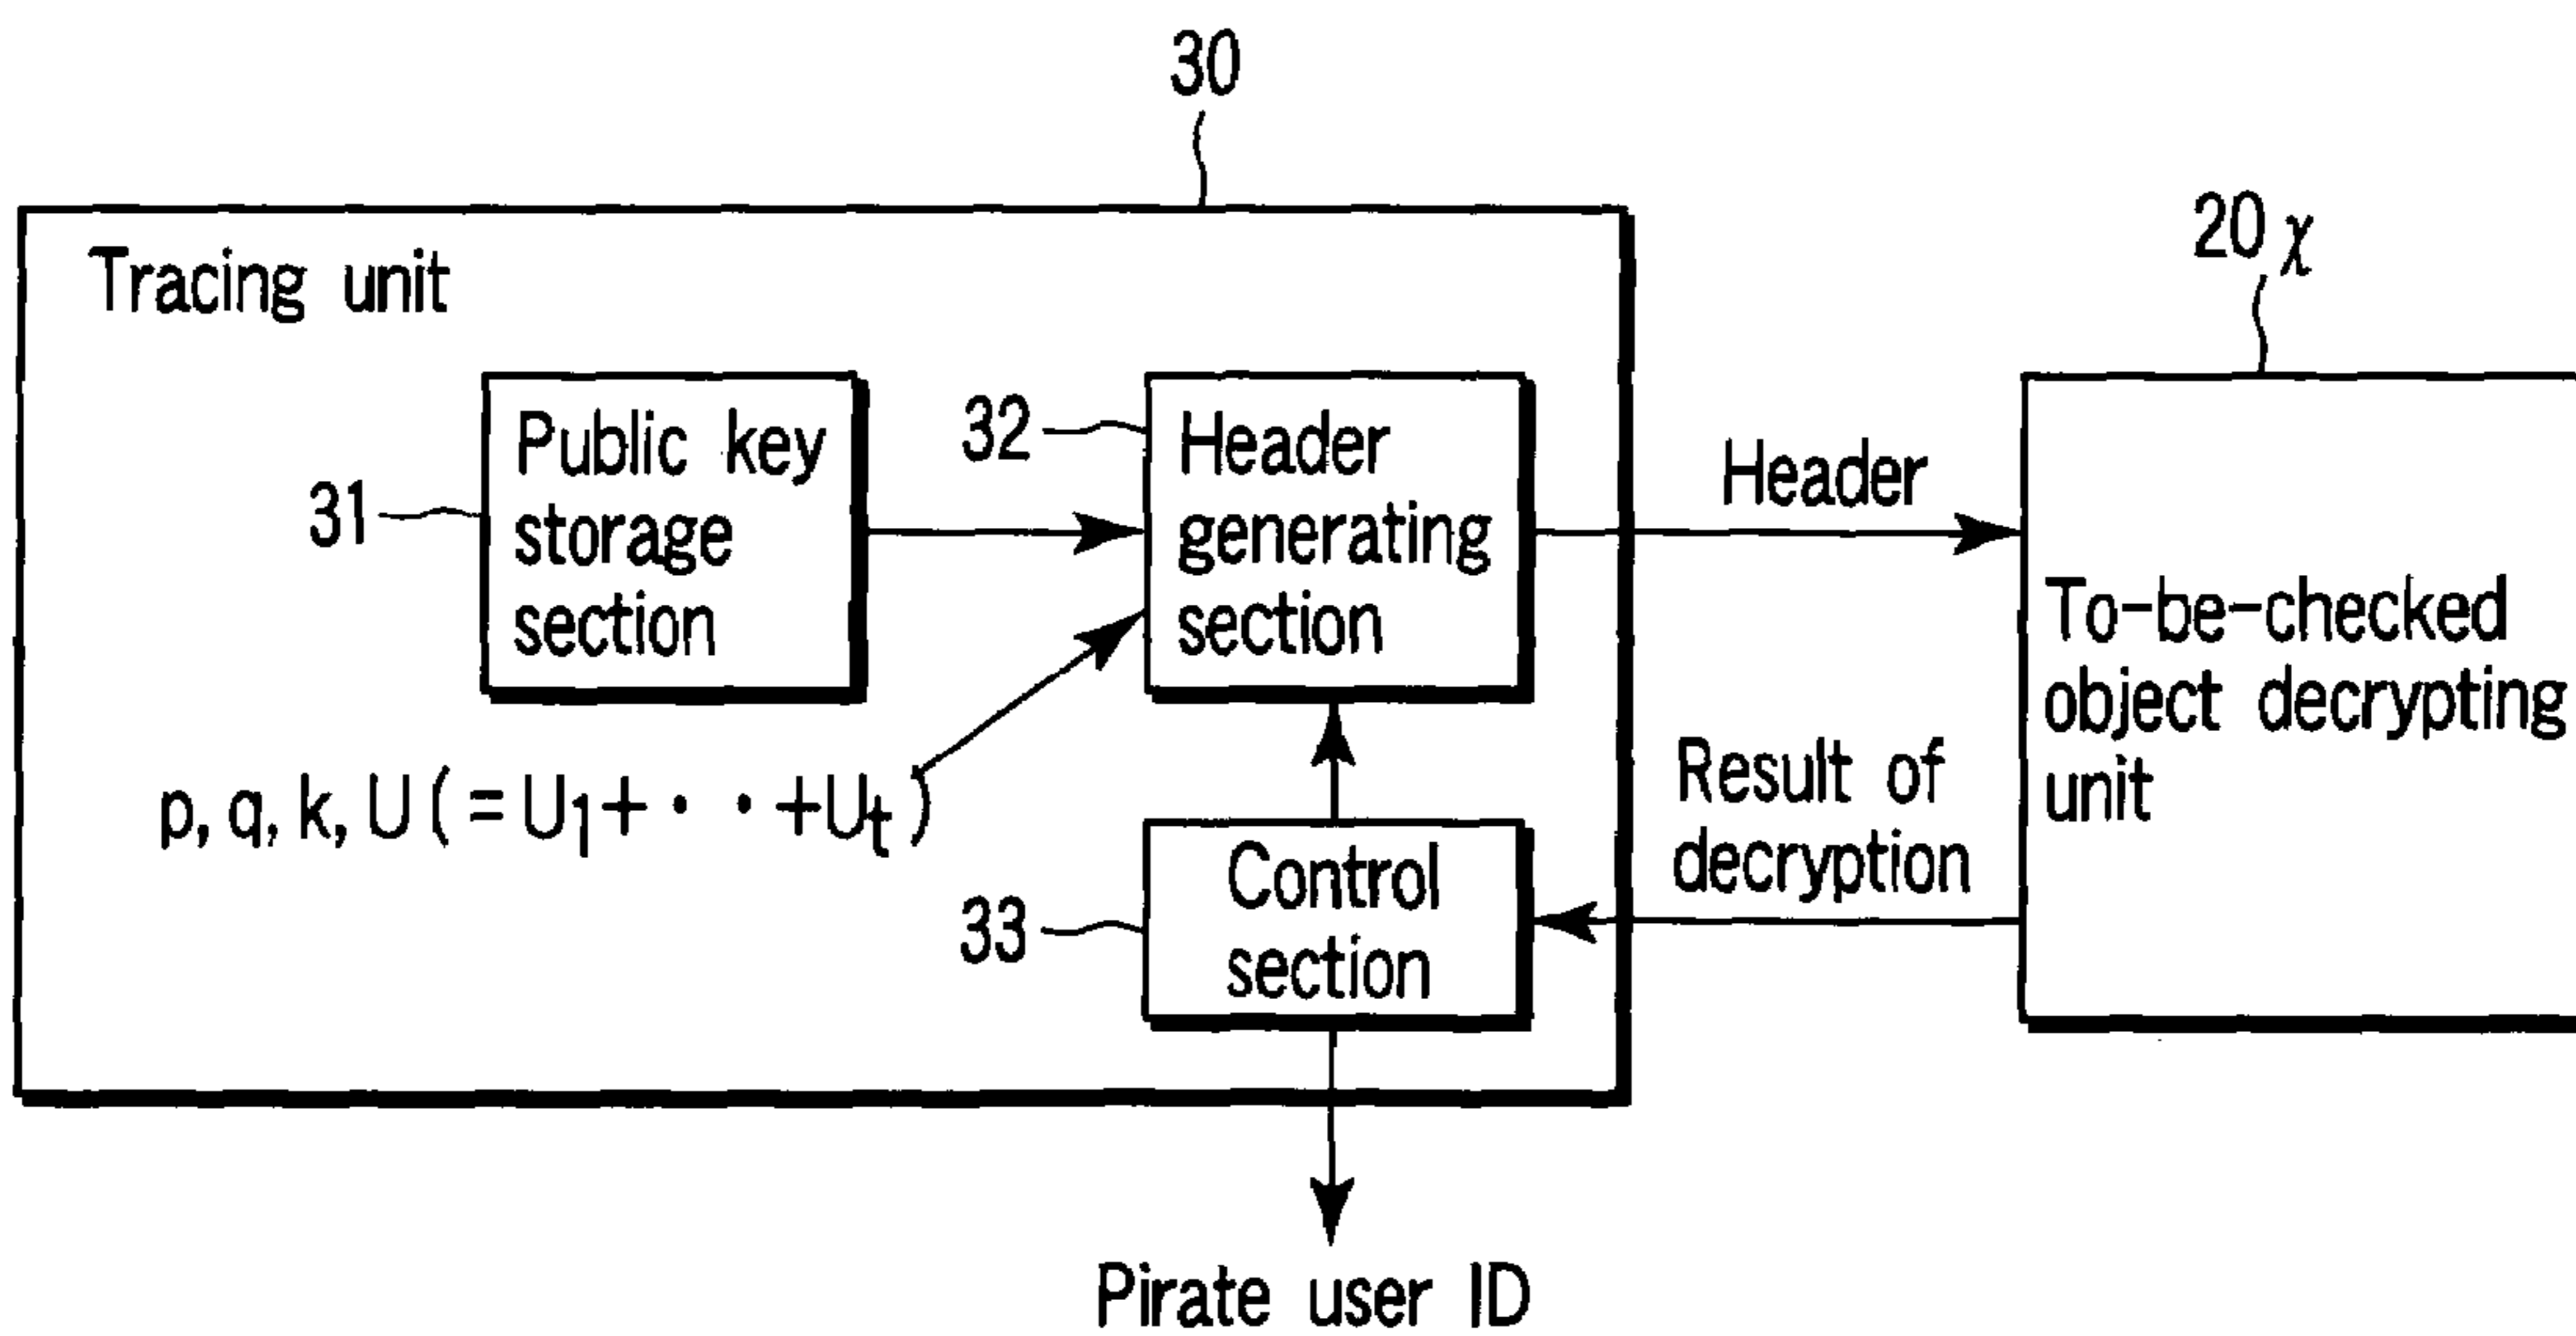 30
20χ
Tracing unit
31
Public key
storage
section
32
Header
generating
section
Header
To-be-checked
object decrypting
unit
p, q, k, U (= U1+・・+Ut)
33
Control
section
Result of
decryption
Pirate user ID